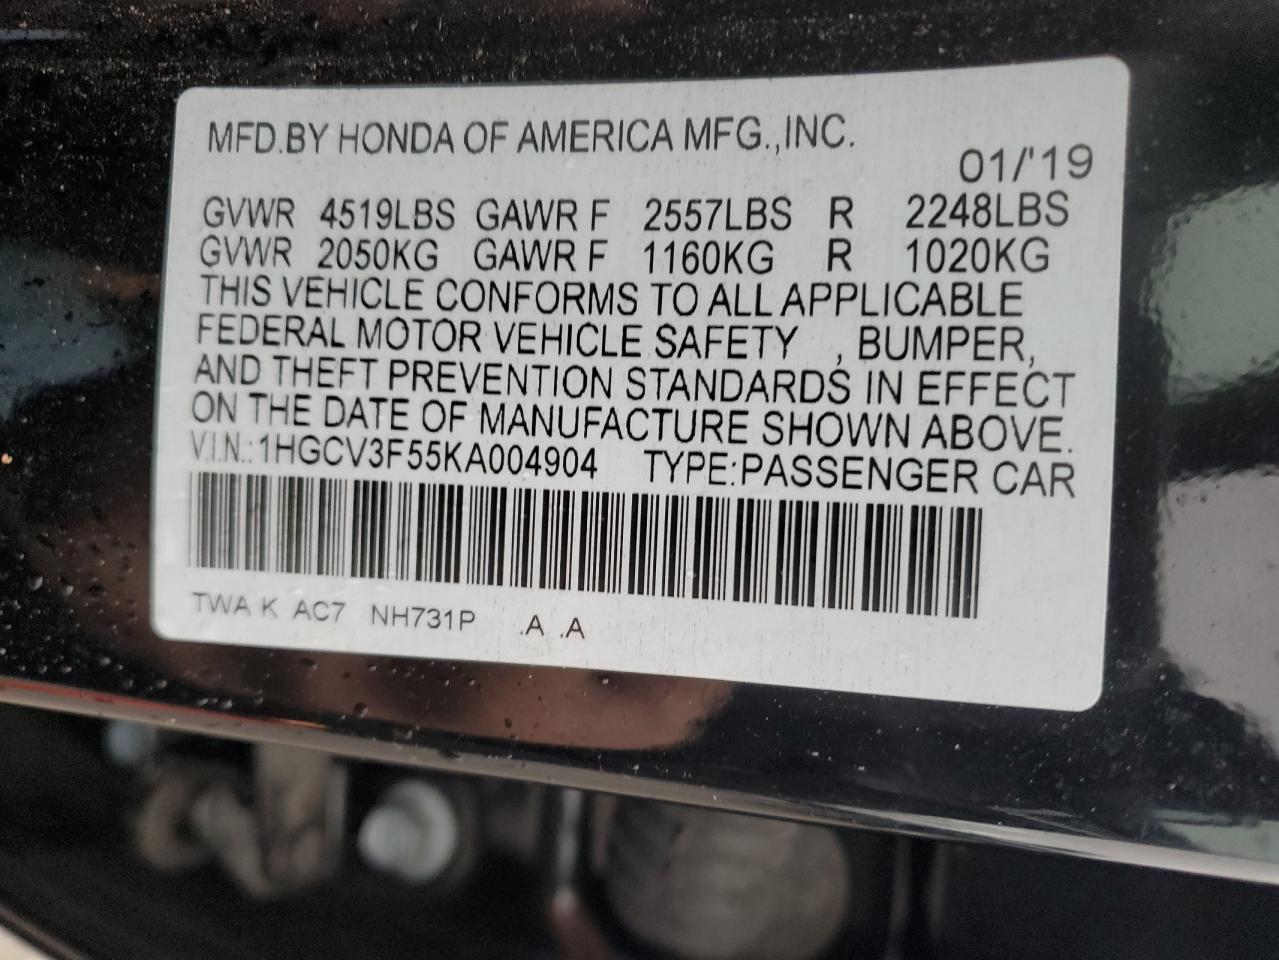 MFD.BY HONDA OF AMERICA MFG.,INC.
01/'19
GVWR 4519LBS GAWR F 2557LBS R 2248LBS
GVWR 2050KG GAWR F 1160KG R 1020KG
THIS VEHICLE CONFORMS TO ALL APPLICABLE
FEDERAL MOTOR VEHICLE SAFETY , BUMPER,
AND THEFT PREVENTION STANDARDS IN EFFECT
ON THE DATE OF MANUFACTURE SHOWN ABOVE.
V.I.N.:1HGCV3F55KA004904 TYPE:PASSENGER CAR
TWA K AC7 NH731P .A .A